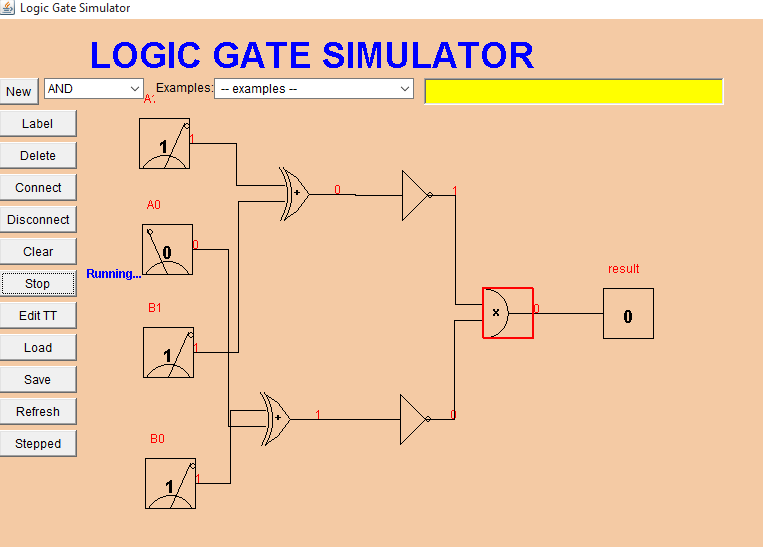 Logic Gate Simulator
LOGIC GATE SIMULATOR
New AND Examples: -- examples --
A1
Label
1 1
Delete
Connect
0 1
+
A0
Disconnect
0 0
Clear
Running...
result
Stop
B1
x 0 0
Edit TT
1 1
Load
Save
Refresh
+ 1 0
B0
Stepped
1 1